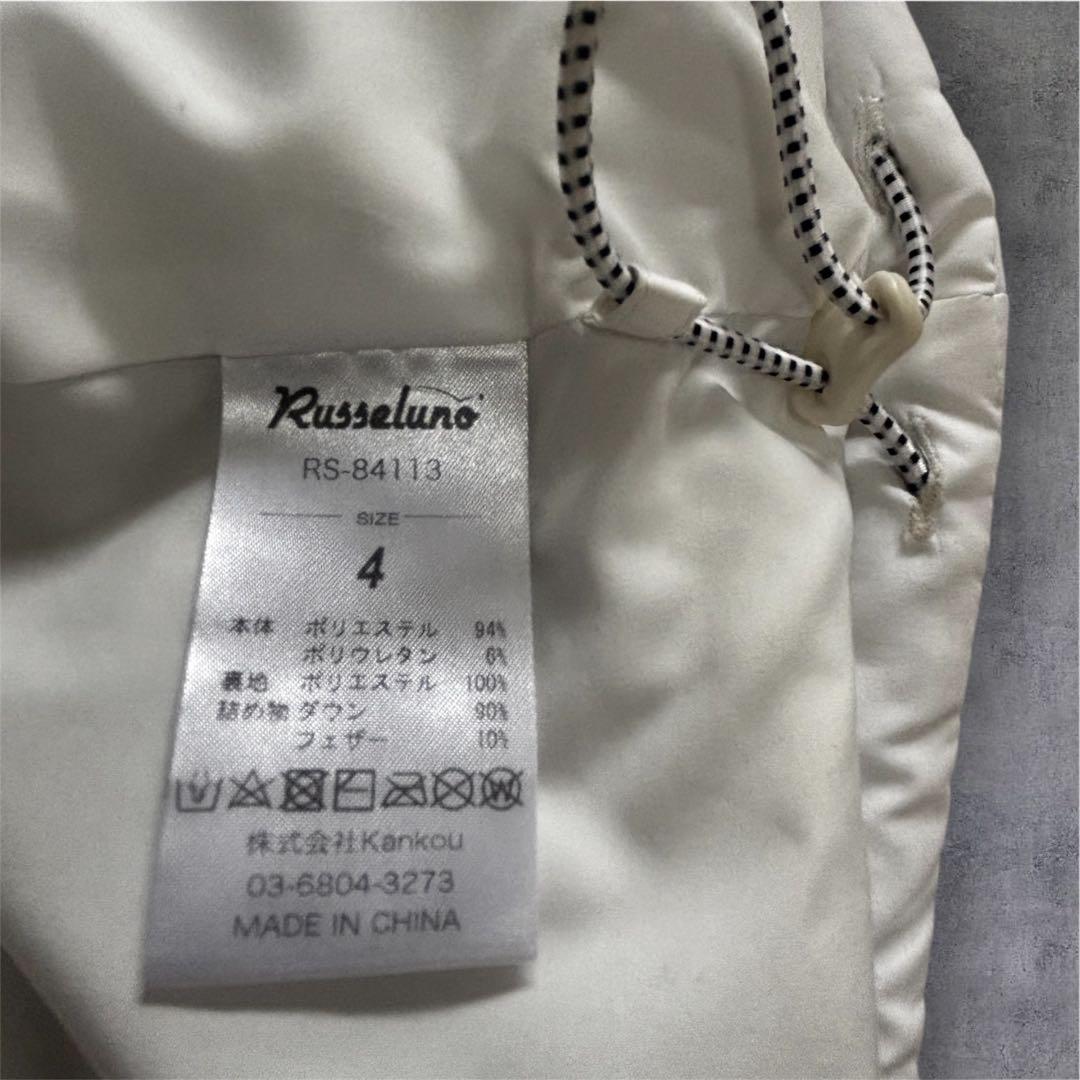 Russeluno
RS-84113
SIZE
4
本体 ポリエステル 94%
ポリウレタン 6%
裏地 ポリエステル 100%
詰め物 ダウン 90%
フェザー 10%
W
株式会社Kankou
03-6804-3273
MADE IN CHINA